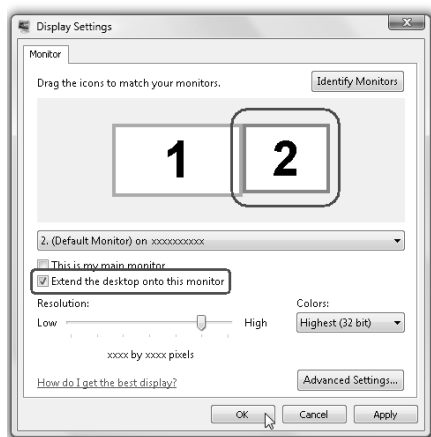 Display Settings
Monitor
Drag the icons to match your monitors.
Identify Monitors
1 2
2. (Default Monitor) on xxxxxxxxxx
This is my main monitor
Extend the desktop onto this monitor
Resolution: Colors:
Low High Highest (32 bit)
xxxx by xxxx pixels
How do I get the best display? Advanced Settings...
OK Cancel Apply